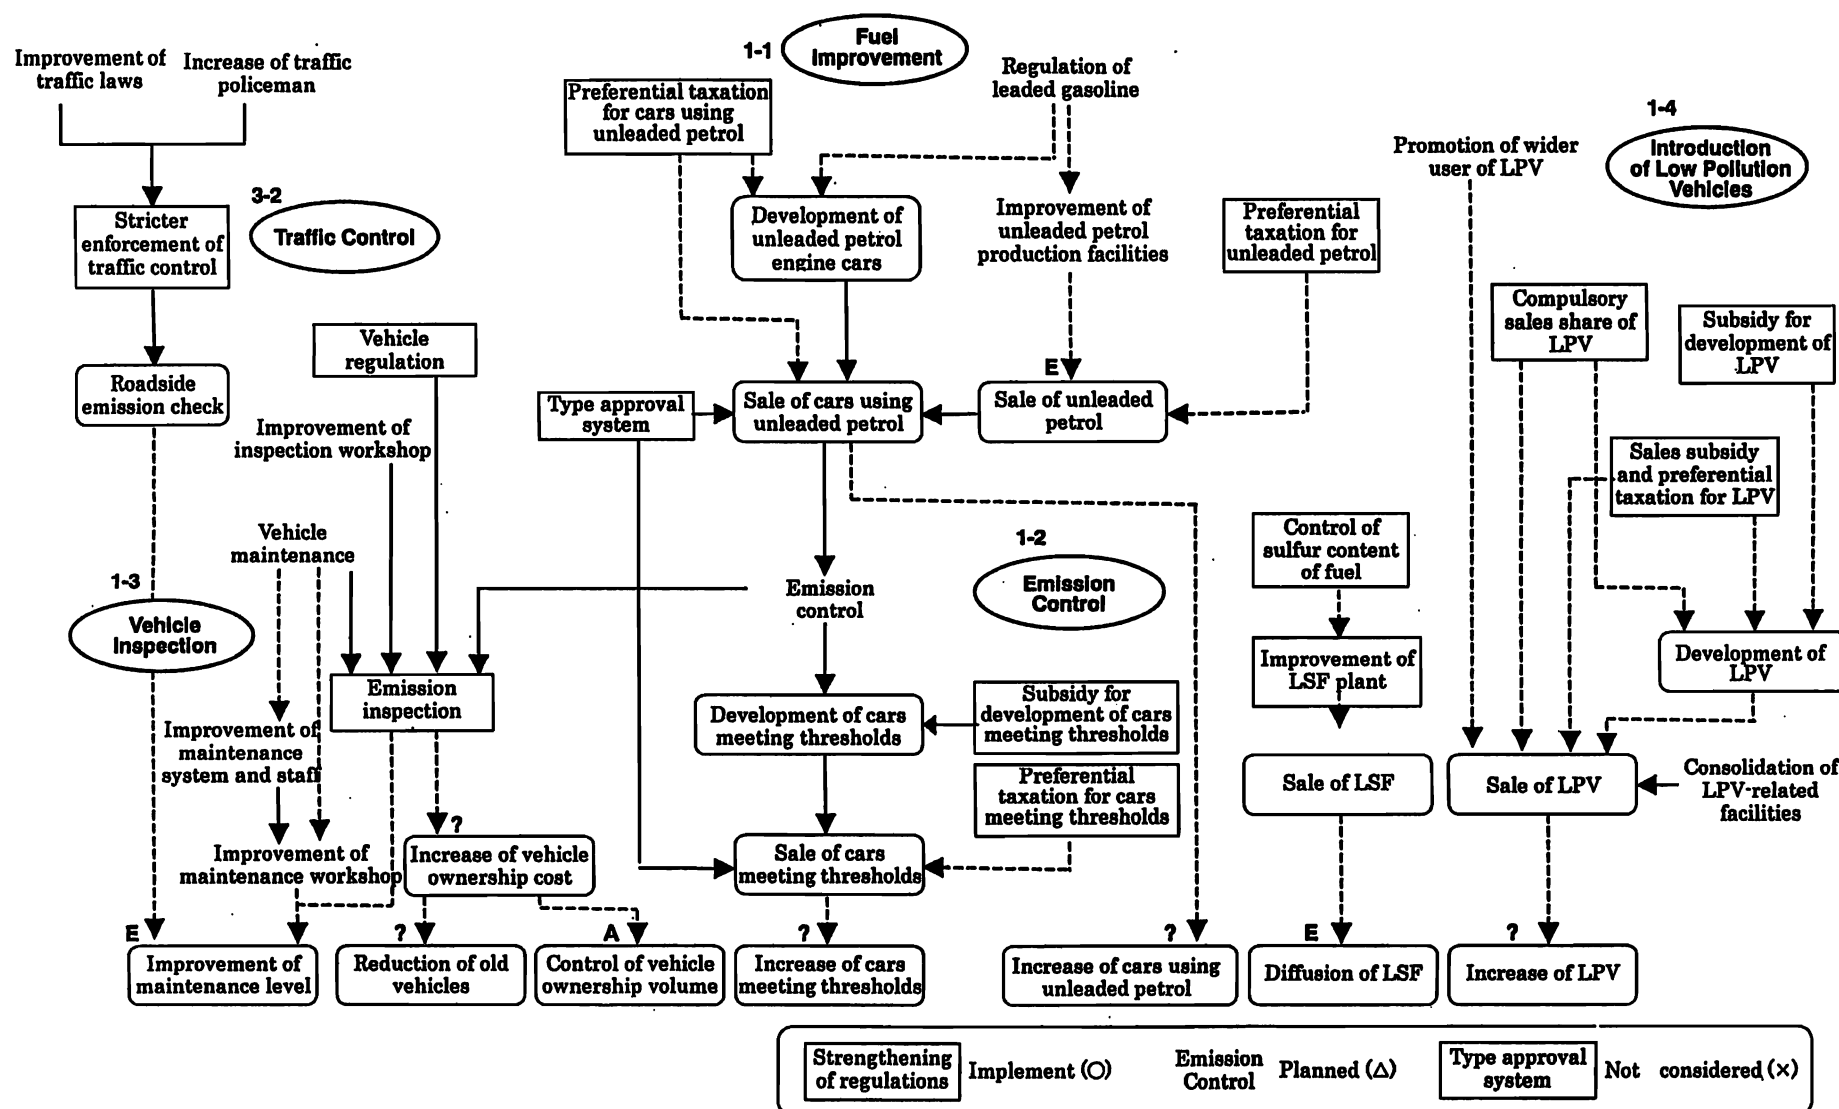 Improvement of
traffic laws
Increase of traffic
policeman
1-1
Fuel
Improvement
Regulation of
leaded gasoline
Preferential taxation
for cars using
unleaded petrol
1-4
Introduction
of Low Pollution
Vehicles
Promotion of wider
user of LPV
3-2
Traffic Control
Stricter
enforcement of
traffic control
Development of
unleaded petrol
engine cars
Improvement of
unleaded petrol
production facilities
Preferential
taxation for
unleaded petrol
Compulsory
sales share of
LPV
Subsidy for
development of
LPV
Vehicle
regulation
Roadside
emission check
E
Type approval
system
Sale of cars using
unleaded petrol
Sale of unleaded
petrol
Improvement of
inspection workshop
Sales subsidy
and preferential
taxation for LPV
Vehicle
maintenance
Control of
sulfur content
of fuel
1-2
Emission
Control
1-3
Vehicle
Inspection
Emission
control
Improvement of
LSF plant
Development of
LPV
Emission
inspection
Development of cars
meeting thresholds
Subsidy for
development of cars
meeting thresholds
Improvement of
maintenance
system and staff
Preferential
taxation for cars
meeting thresholds
Sale of LSF
Sale of LPV
Consolidation of
LPV-related
facilities
?
Improvement of
maintenance workshop
Increase of vehicle
ownership cost
Sale of cars
meeting thresholds
E
?
A
?
?
E
?
Improvement of
maintenance level
Reduction of old
vehicles
Control of vehicle
ownership volume
Increase of cars
meeting thresholds
Increase of cars using
unleaded petrol
Diffusion of LSF
Increase of LPV
Strengthening
of regulations
Implement (○)
Emission
Control
Planned (△)
Type approval
system
Not considered (×)